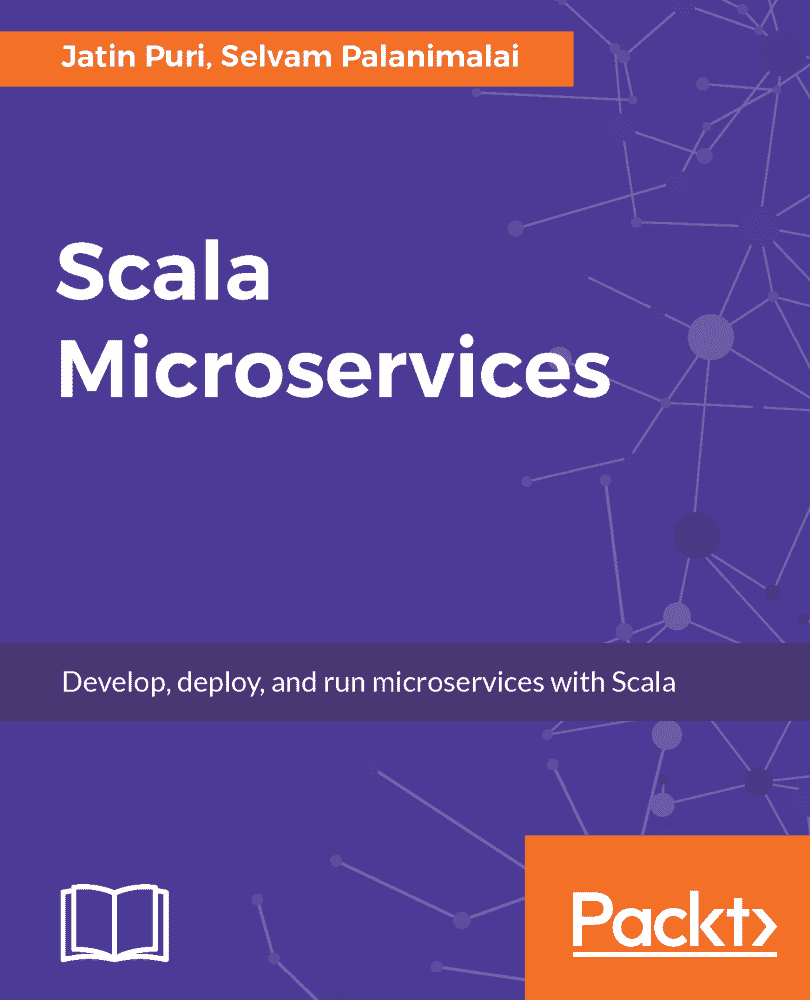 Jatin Puri, Selvam Palanimalai
Scala
Microservices
Develop, deploy, and run microservices with Scala
Packt>